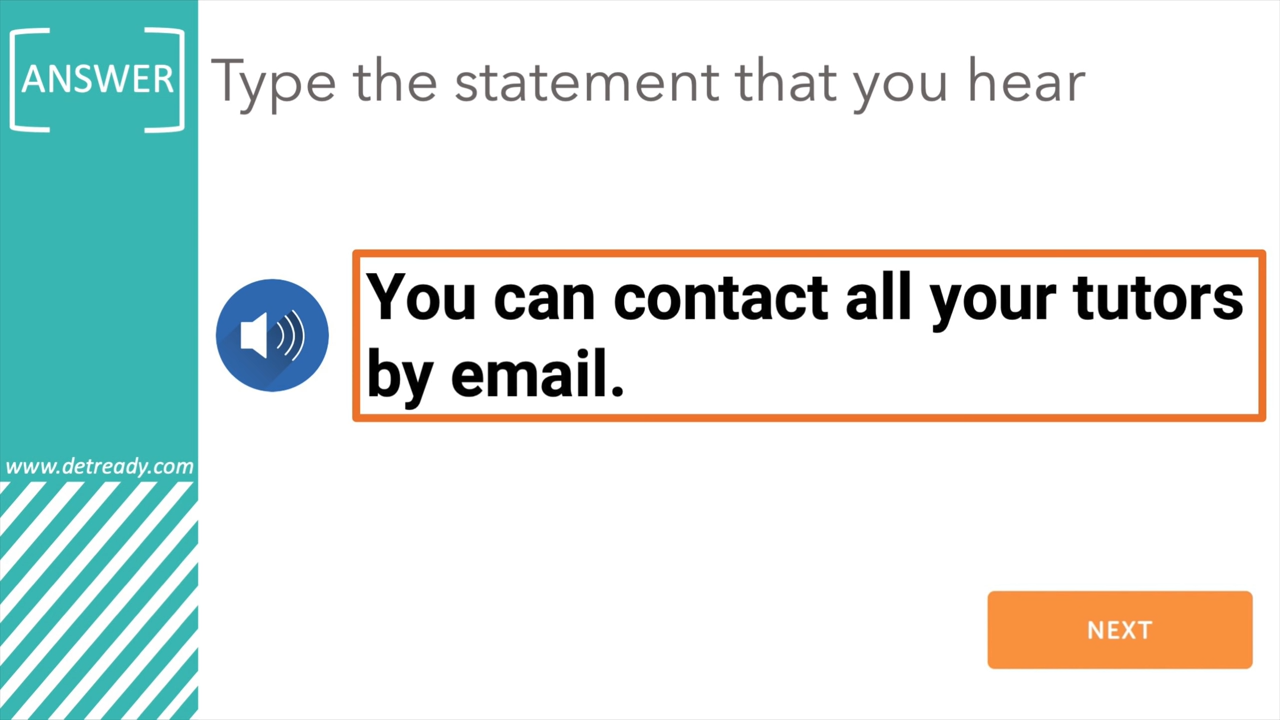 ANSWER
Type the statement that you hear
You can contact all your tutors
by email.
www.detready.com
NEXT